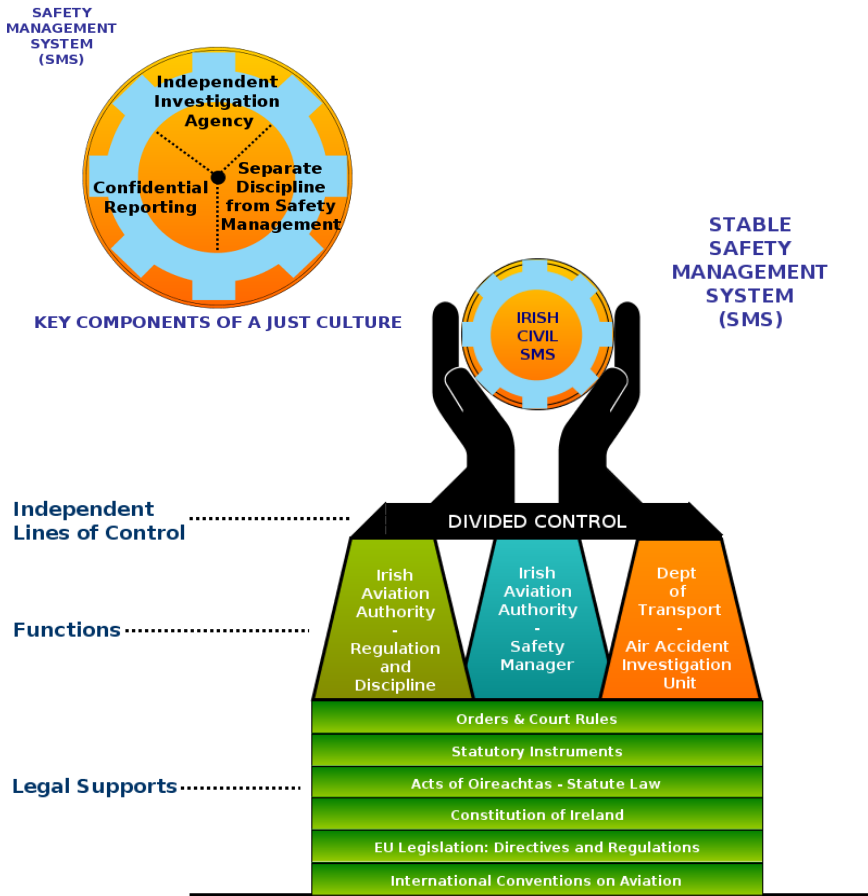 SAFETY
MANAGEMENT
SYSTEM
(SMS)
Independent
Investigation
Agency
Confidential
Reporting
Separate
Discipline
from Safety
Management
KEY COMPONENTS OF A JUST CULTURE
STABLE
SAFETY
MANAGEMENT
SYSTEM
(SMS)
IRISH
CIVIL
SMS
Independent
Lines of Control
DIVIDED CONTROL
Functions
Irish
Aviation
Authority
-
Regulation
and
Discipline
Irish
Aviation
Authority
-
Safety
Manager
Dept
of
Transport
-
Air Accident
Investigation
Unit
Legal Supports
Orders & Court Rules
Statutory Instruments
Acts of Oireachtas - Statute Law
Constitution of Ireland
EU Legislation: Directives and Regulations
International Conventions on Aviation